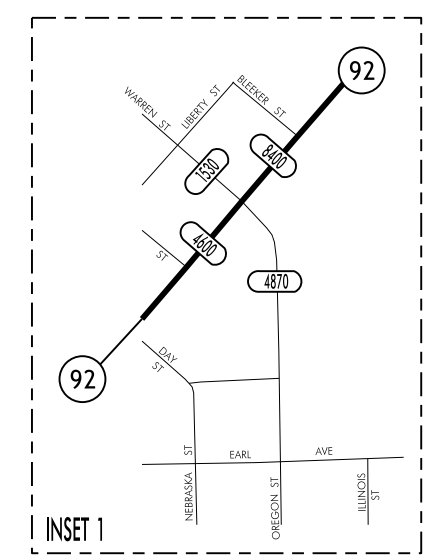 92
BLEEKER ST
WARREN ST
LIBERTY ST
8400
1530
4600
ST
4870
92
DAY ST
ST
EARL AVE
NEBRASKA
OREGON ST
ILLINOIS ST
INSET 1